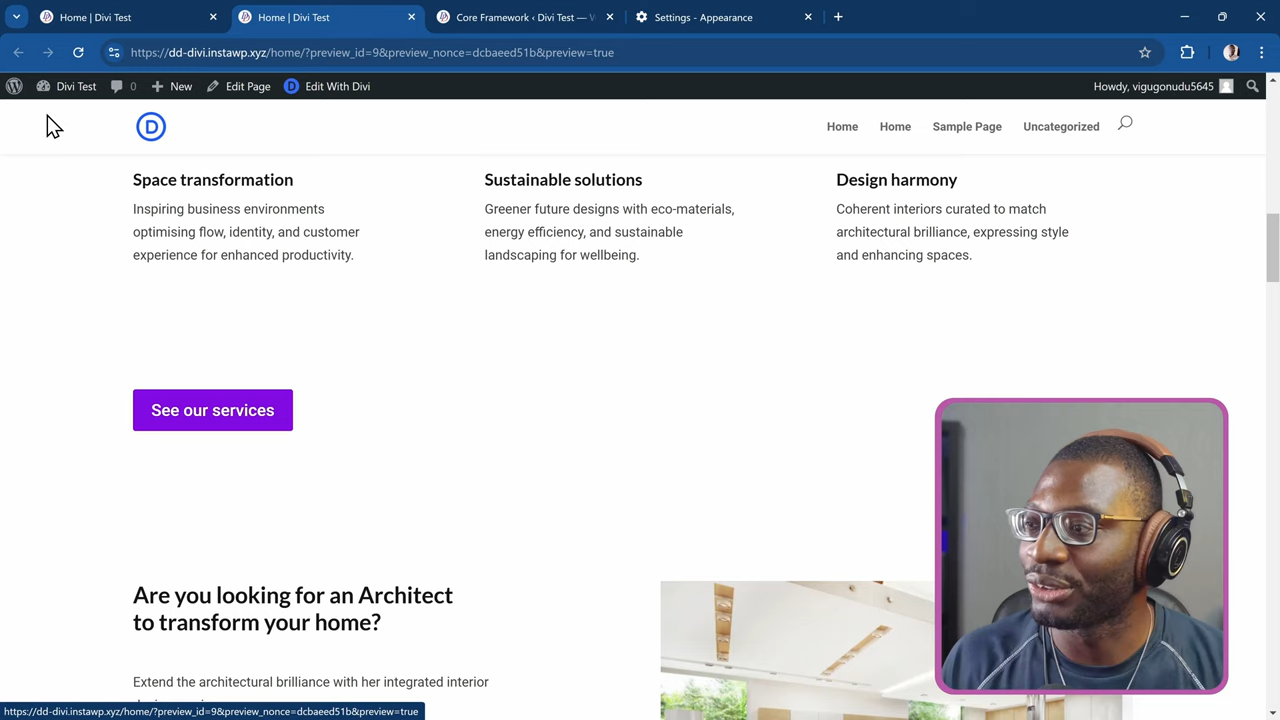 Home | Divi Test
Home | Divi Test
Core Framework ‹ Divi Test —
Settings - Appearance
https://dd-divi.instawp.xyz/home/?preview_id=9&preview_nonce=dcbaeed51b&preview=true
Divi Test
0
New
Edit Page
D
Edit With Divi
Howdy, vigugonudu5645
D
Home
Home
Sample Page
Uncategorized
Space transformation
Inspiring business environments
optimising flow, identity, and customer
experience for enhanced productivity.
Sustainable solutions
Greener future designs with eco-materials,
energy efficiency, and sustainable
landscaping for wellbeing.
Design harmony
Coherent interiors curated to match
architectural brilliance, expressing style
and enhancing spaces.
See our services
Are you looking for an Architect
to transform your home?
Extend the architectural brilliance with her integrated interior
https://dd-divi.instawp.xyz/home/?preview_id=9&preview_nonce=dcbaeed51b&preview=true